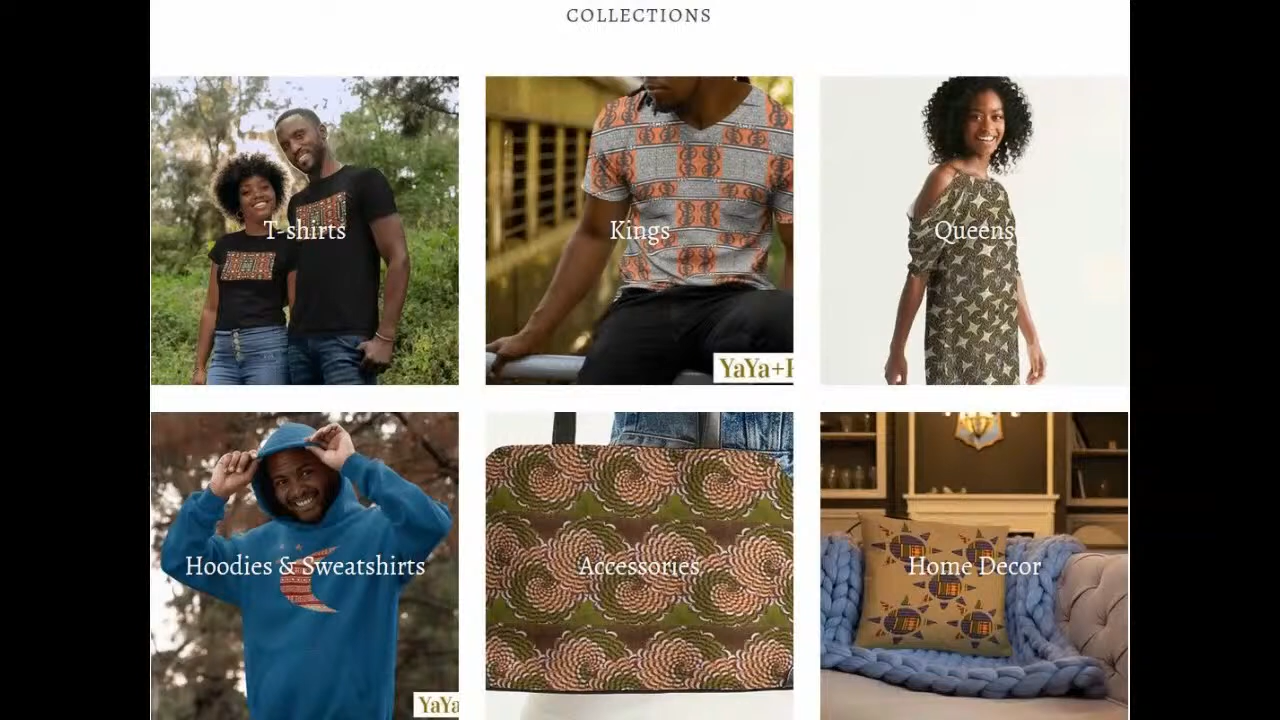 COLLECTIONS
T-shirts
Kings
Queens
YaYa+
Hoodies & Sweatshirts
Accessories
Home Decor
YaYa